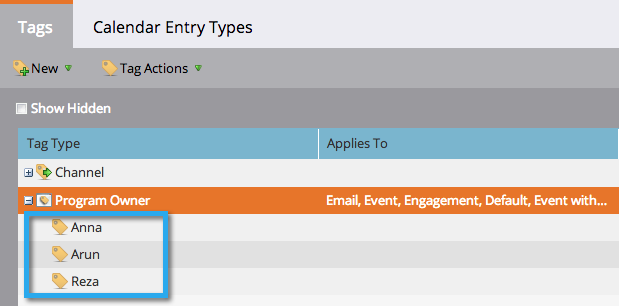 Tags Calendar Entry Types
New Tag Actions
Show Hidden
Tag Type Applies To
Channel
Program Owner Email, Event, Engagement, Default, Event with...
Anna
Arun
Reza